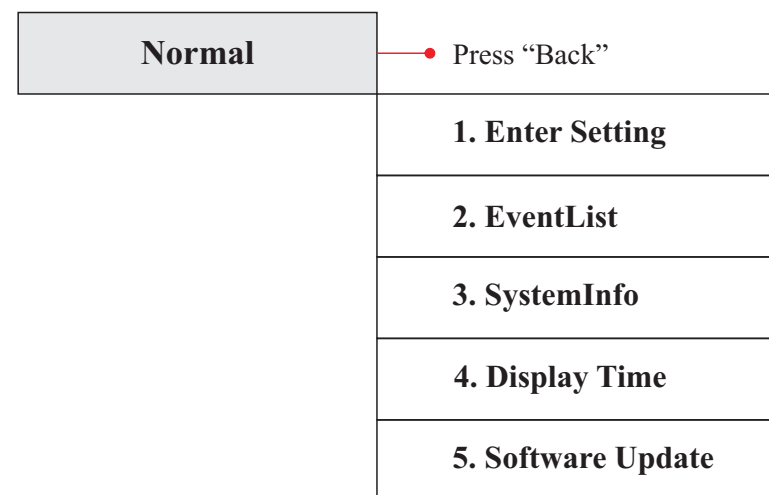 Normal
Press “Back”
1. Enter Setting
2. EventList
3. SystemInfo
4. Display Time
5. Software Update